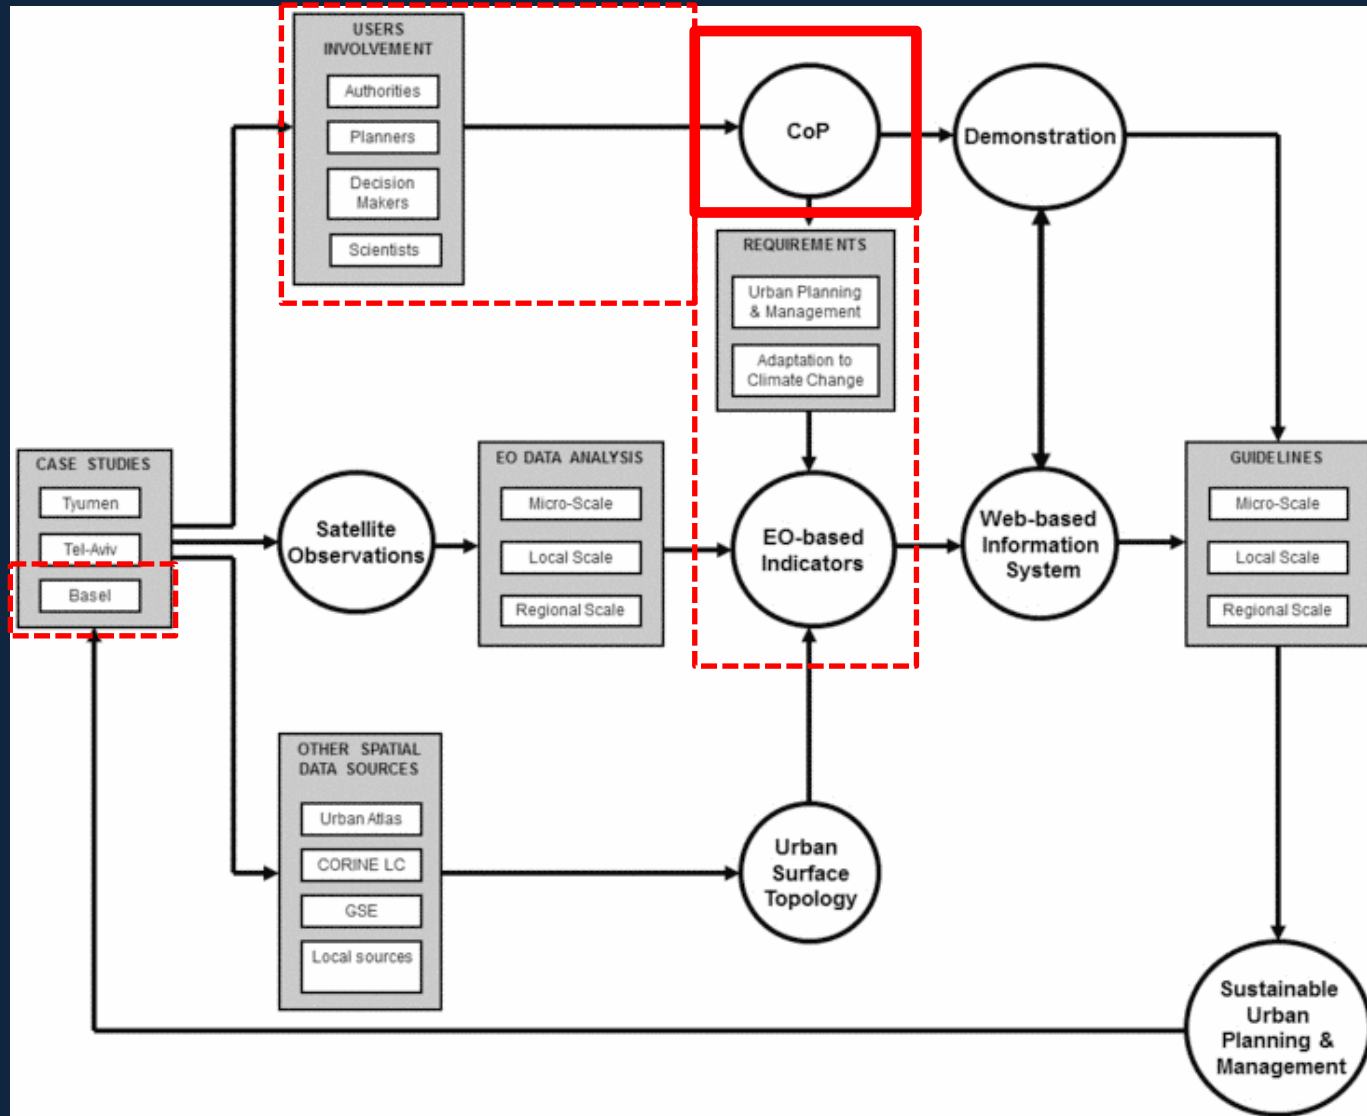 USERS
INVOLVEMENT
Authorities
Planners
Decision
Makers
Scientists
CoP
Demonstration
REQUIREMENTS
Urban Planning
& Management
Adaptation to
Climate Change
CASE STUDIES
Tyumen
Tel-Aviv
Basel
Satellite
Observations
EO DATA ANALYSIS
Micro-Scale
Local Scale
Regional Scale
EO-based
Indicators
Web-based
Information
System
GUIDELINES
Micro-Scale
Local Scale
Regional Scale
OTHER SPATIAL
DATA SOURCES
Urban Atlas
CORINE LC
GSE
Local sources
Urban
Surface
Topology
Sustainable
Urban
Planning &
Management